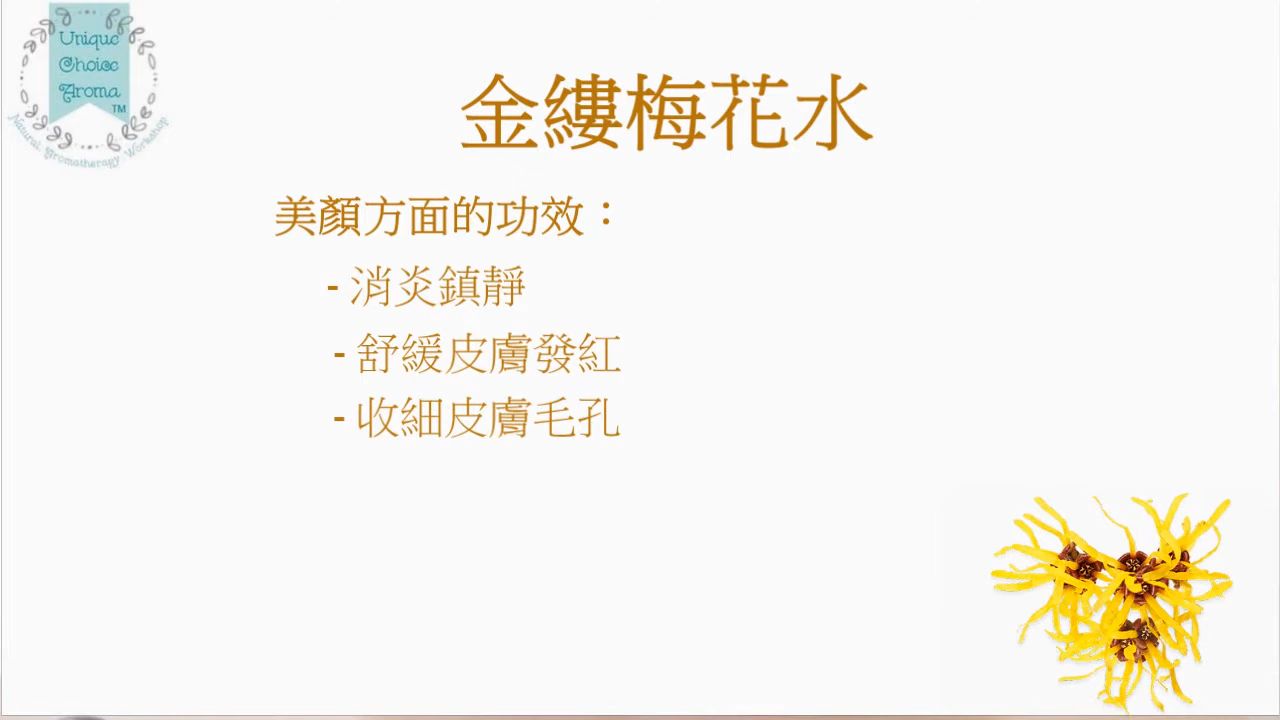 Unique
Choice
Aroma
TM
Natural Aromatherapy Workshop
金縷梅花水
美顏方面的功效：
- 消炎鎮靜
- 舒緩皮膚發紅
- 收細皮膚毛孔